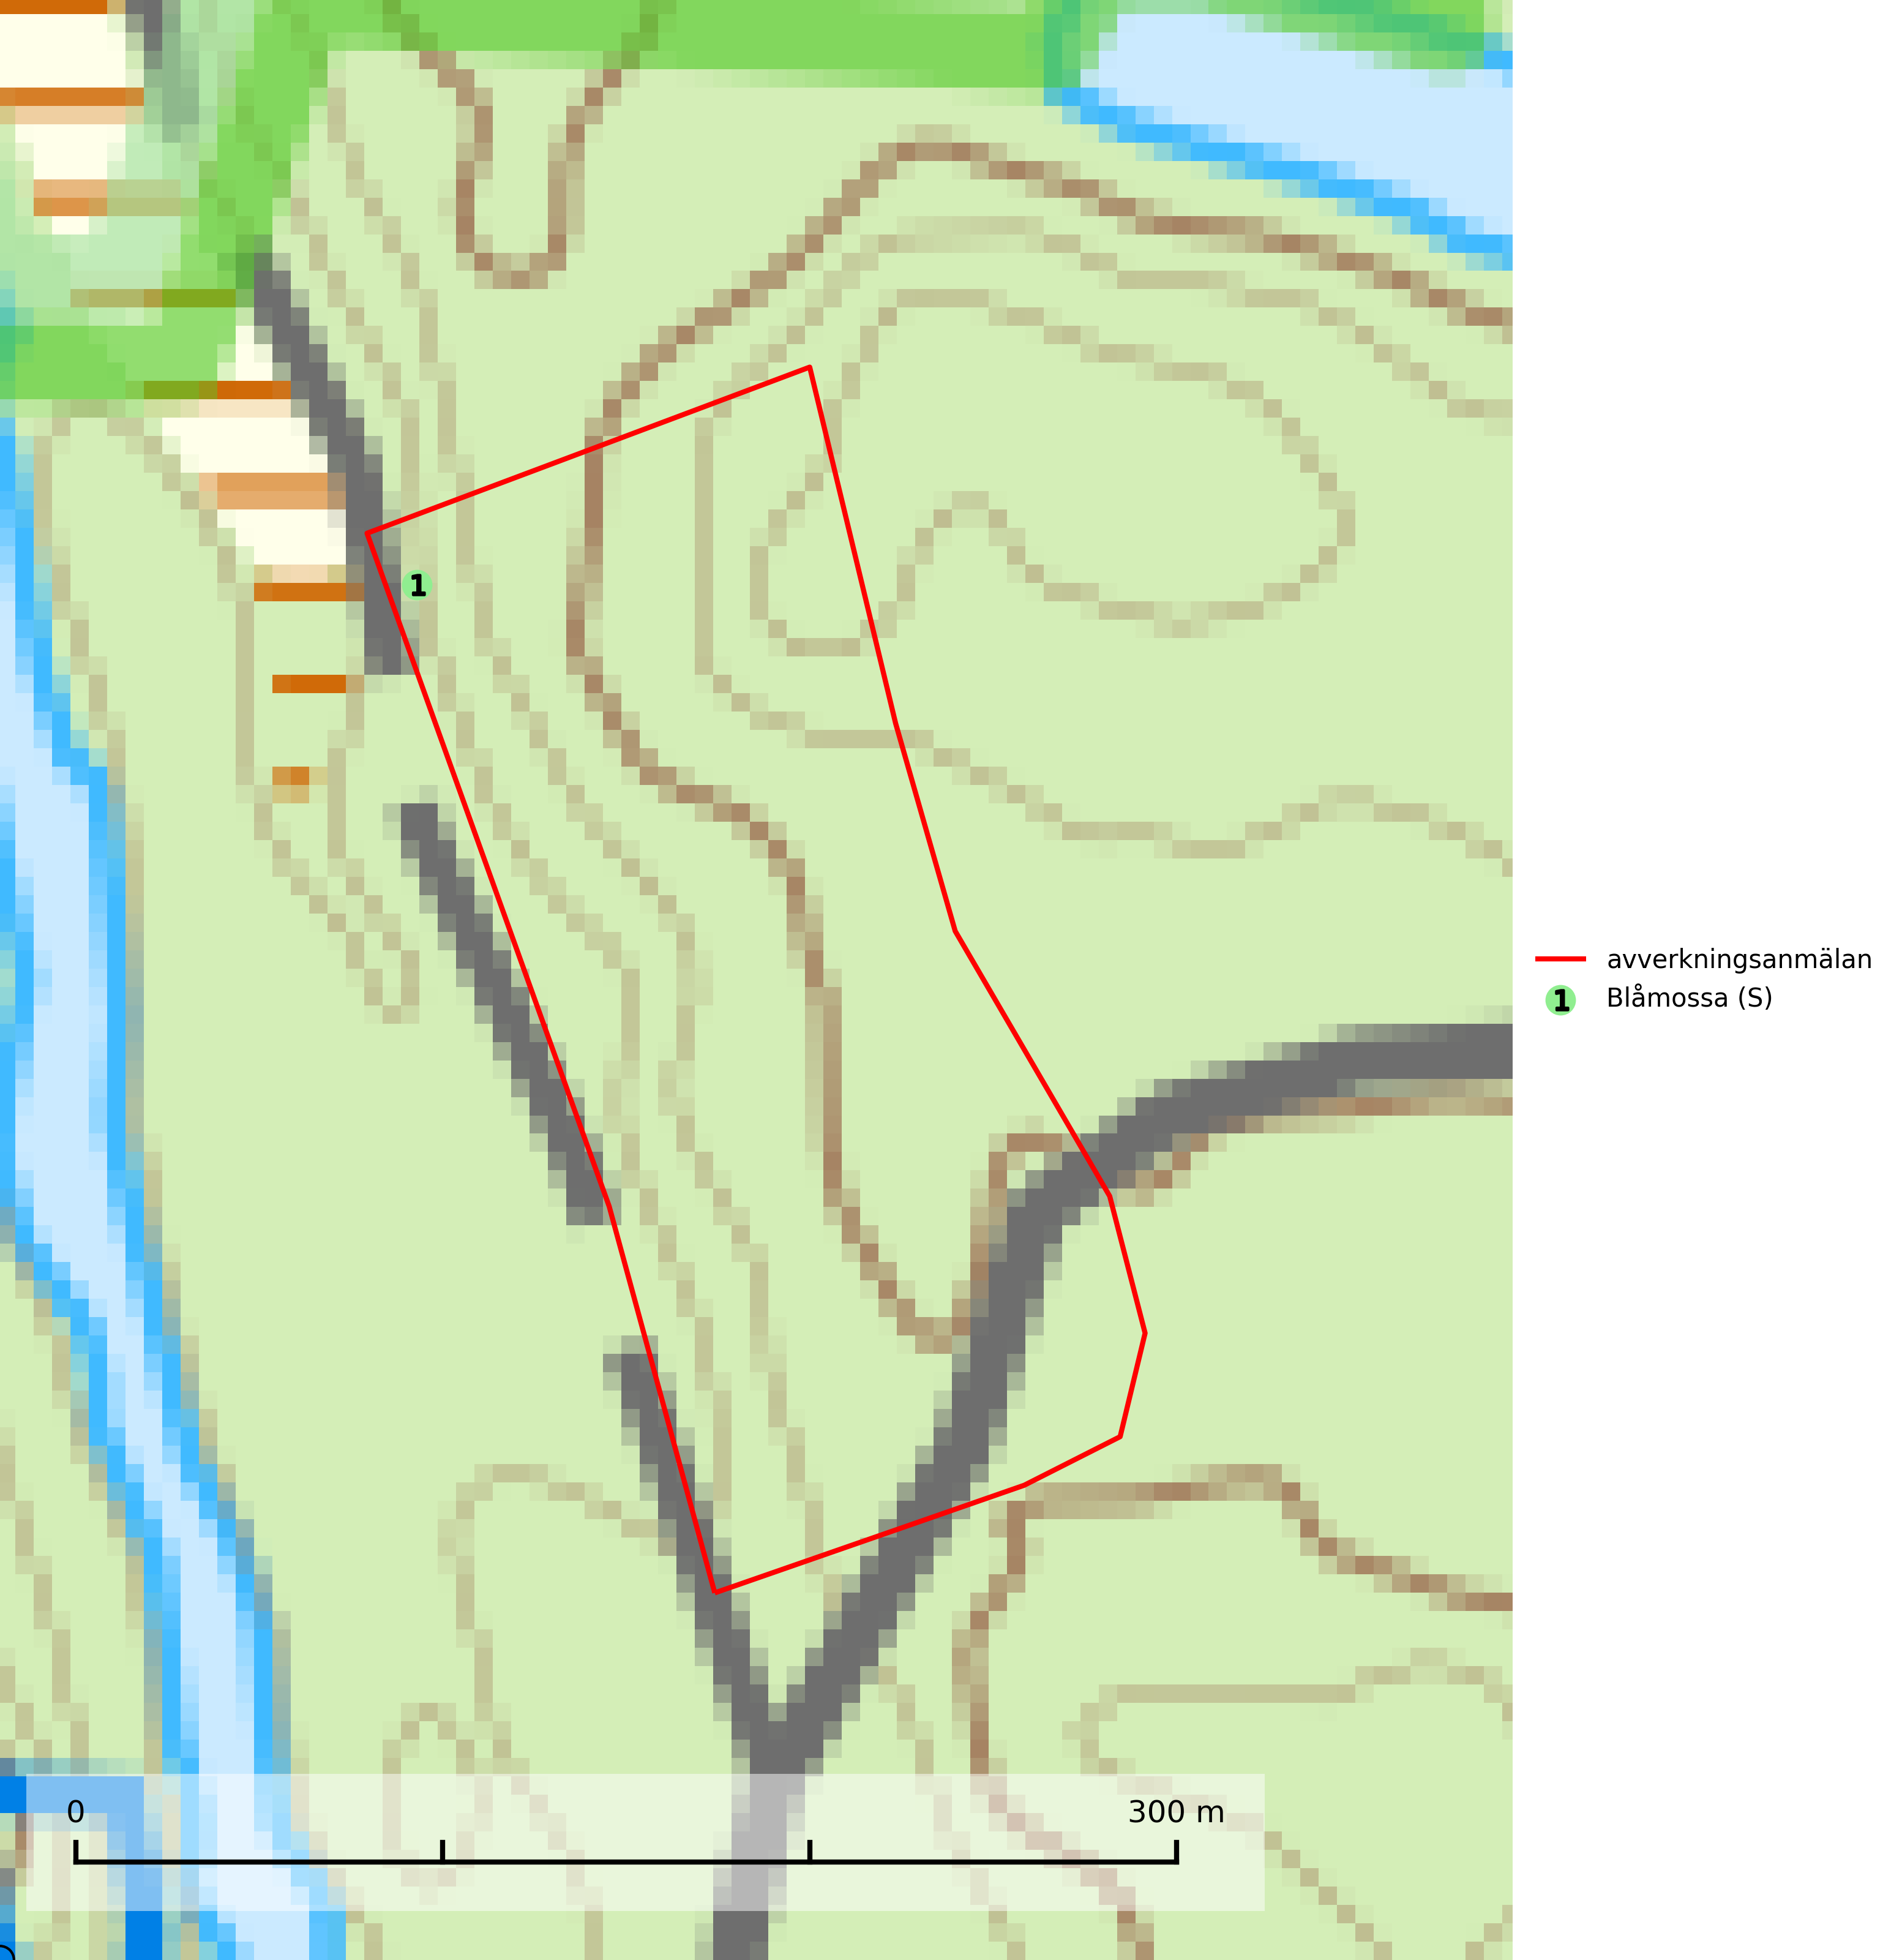 1
avverkningsanmälan
1 Blåmossa (S)
0 300 m